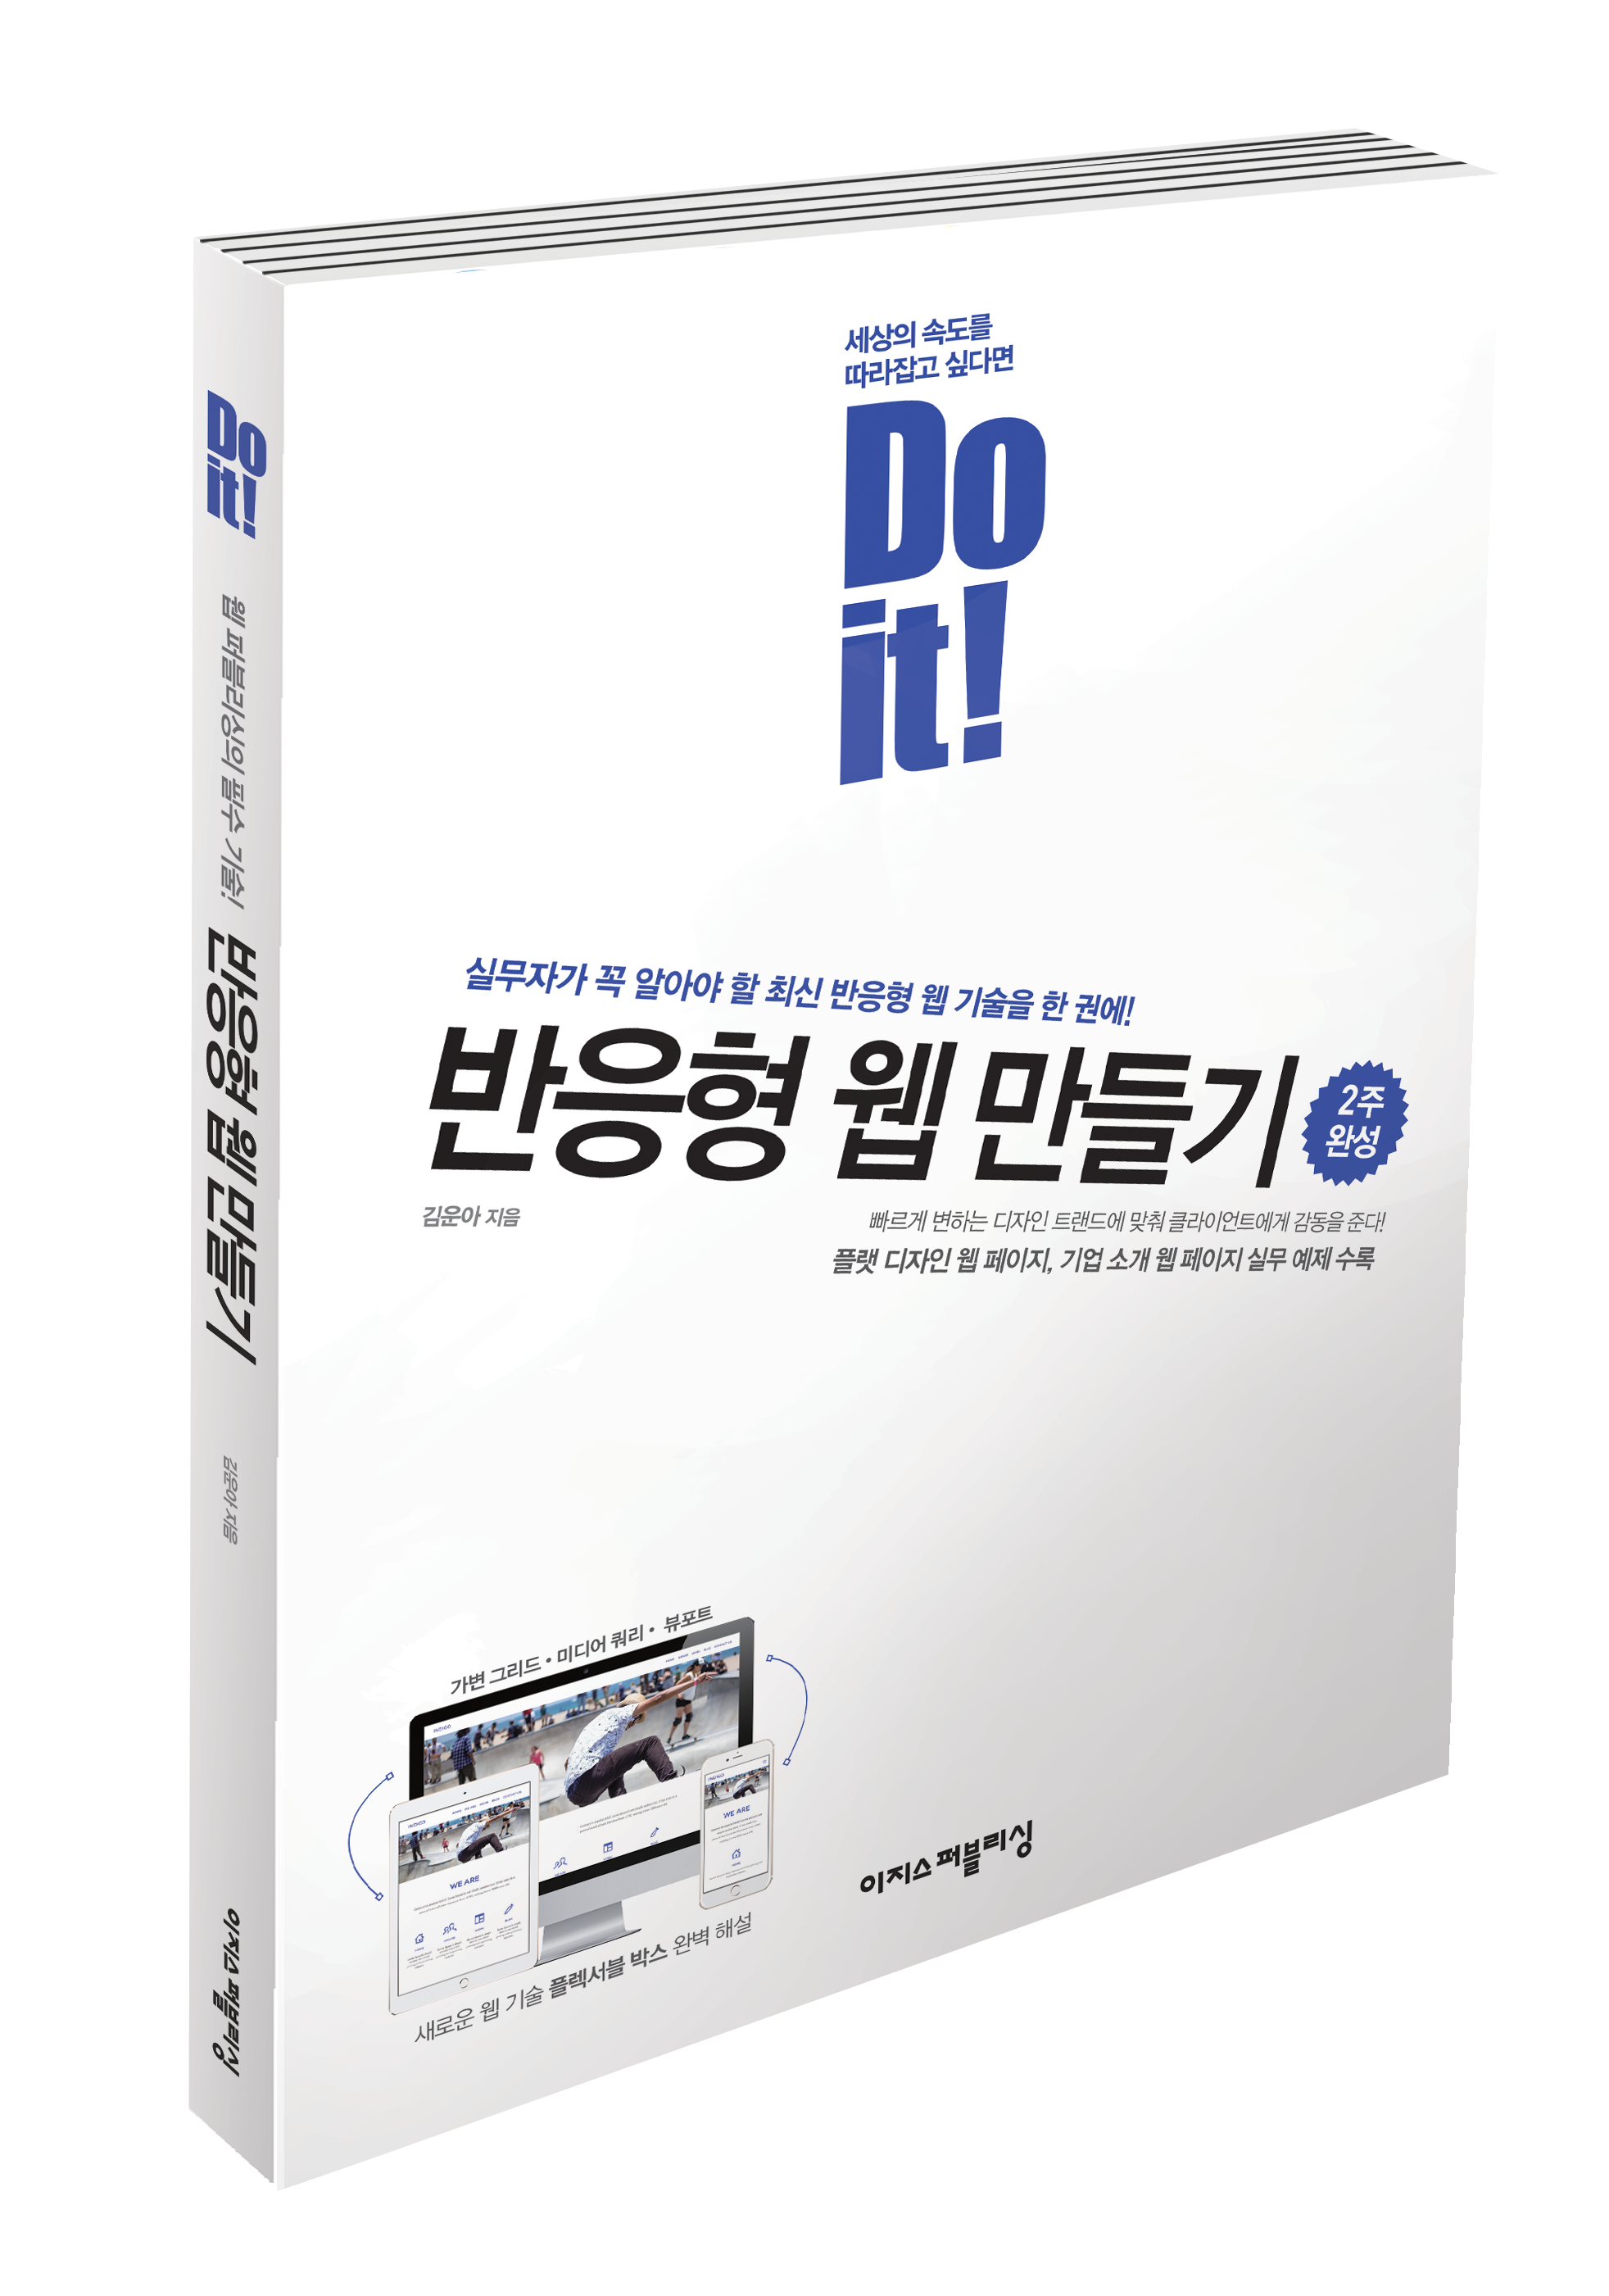 세상의 속도를
따라잡고 싶다면
Do
it!
실무자가 꼭 알아야 할 최신 반응형 웹 기술을 한 권에!
반응형 웹 만들기
2주
완성
김운아 지음
빠르게 변하는 디자인 트랜드에 맞춰 클라이언트에게 감동을 준다!
플랫 디자인 웹 페이지, 기업 소개 웹 페이지 실무 예제 수록
가변 그리드 • 미디어 쿼리 • 뷰포트
INDIGO
INDIGO
WE ARE
INDIGO
WE ARE
새로운 웹 기술 플렉서블 박스 완벽 해설
이지스퍼블리싱
Do
it!
웹 퍼블리싱의 필수 기술!
반응형 웹 만들기
김운아 지음
이지스퍼블리싱